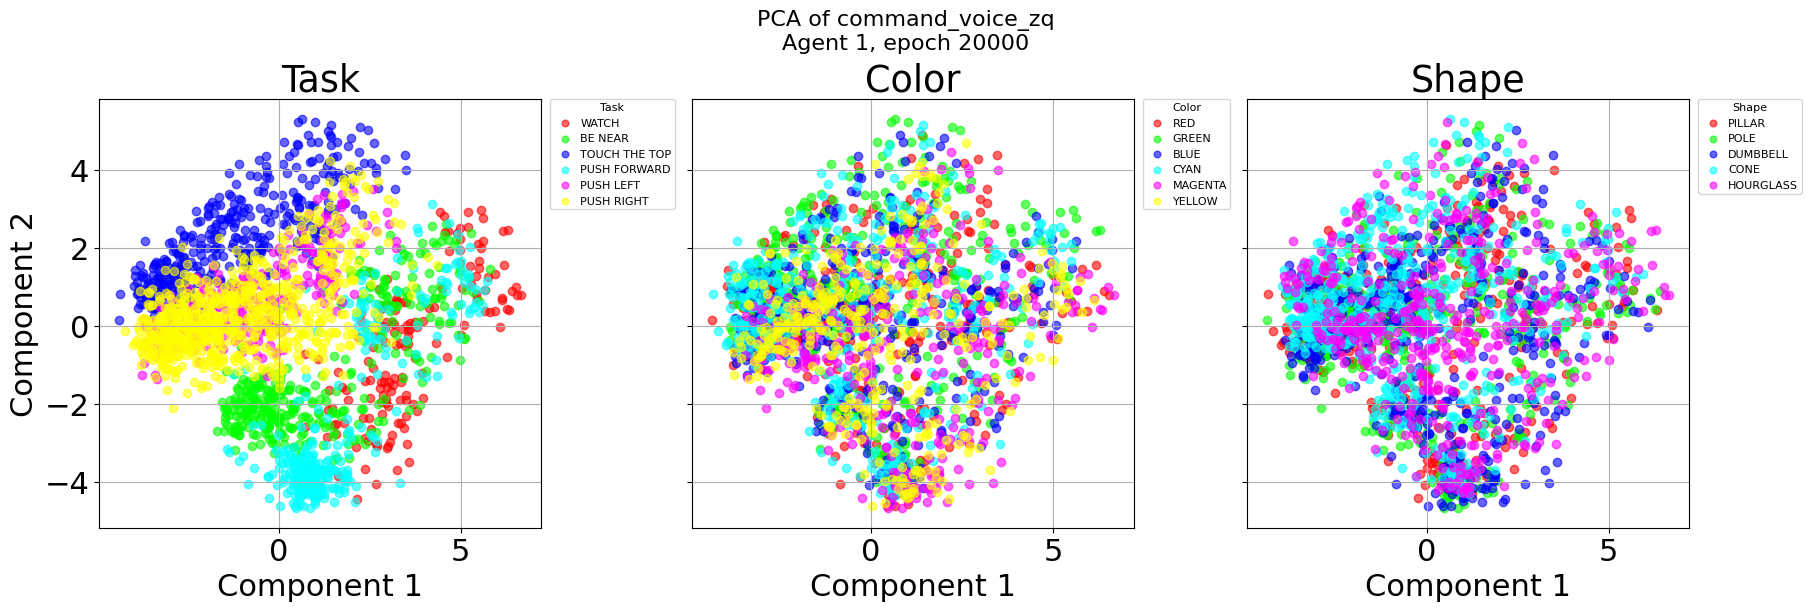 PCA of command_voice_zq
Agent 1, epoch 20000
Task
Component 2
4
2
0
−2
−4
0
5
Component 1
Task
WATCH
BE NEAR
TOUCH THE TOP
PUSH FORWARD
PUSH LEFT
PUSH RIGHT
Color
0
5
Component 1
Color
RED
GREEN
BLUE
CYAN
MAGENTA
YELLOW
Shape
0
5
Component 1
Shape
PILLAR
POLE
DUMBBELL
CONE
HOURGLASS